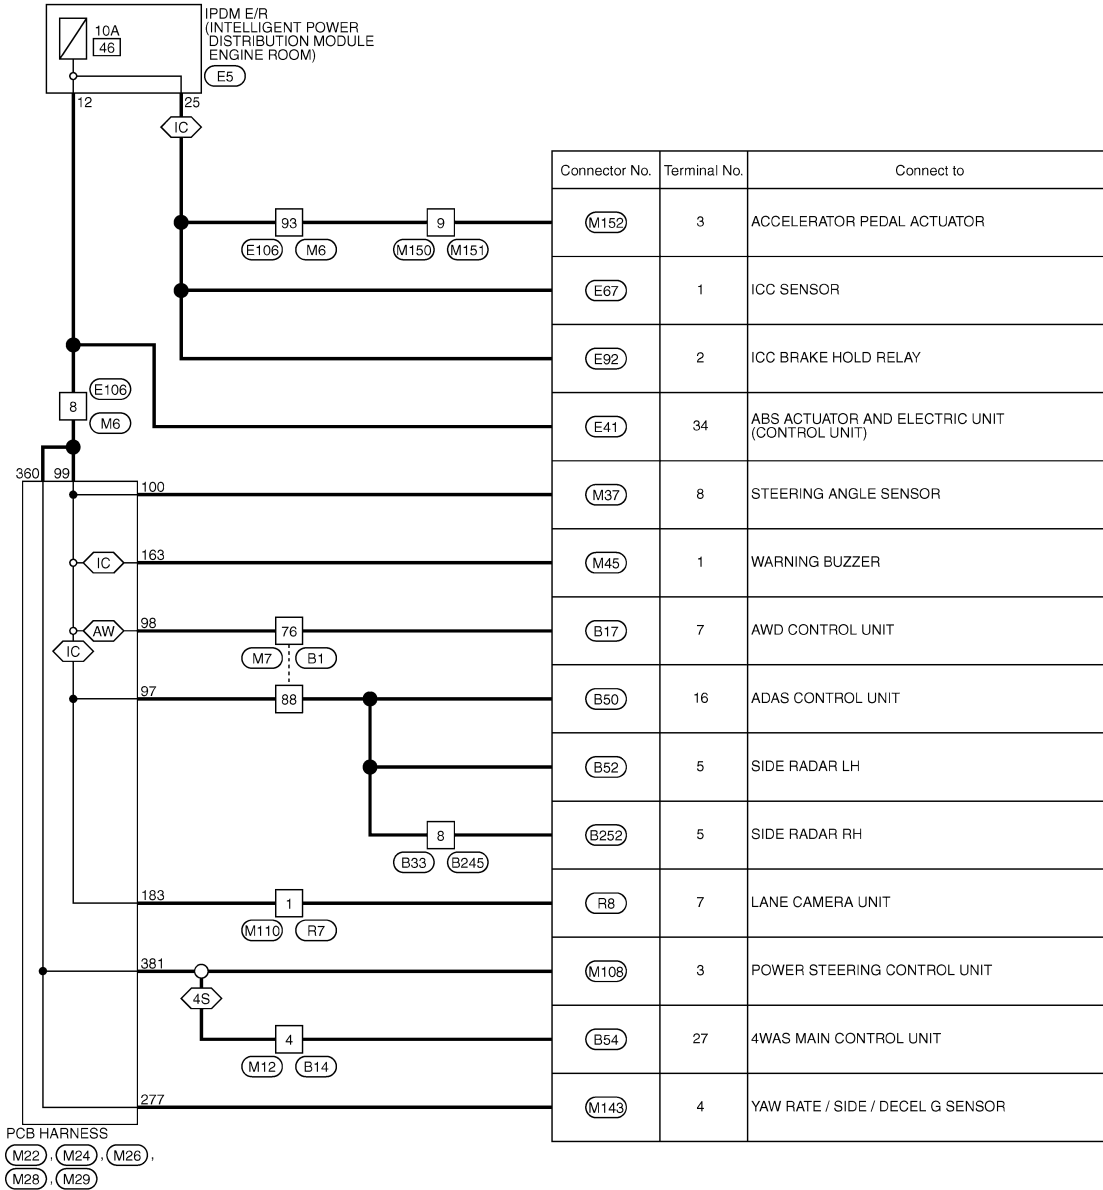 IPDM E/R
(INTELLIGENT POWER
DISTRIBUTION MODULE
ENGINE ROOM)
E5
10A
46
12 25
IC
Connector No. Terminal No. Connect to
93 9 M152 3 ACCELERATOR PEDAL ACTUATOR
E106 M6 M150 M151
E67 1 ICC SENSOR
E92 2 ICC BRAKE HOLD RELAY
E106
8
M6
E41 34 ABS ACTUATOR AND ELECTRIC UNIT
(CONTROL UNIT)
360 99
100 M37 8 STEERING ANGLE SENSOR
IC 163 M45 1 WARNING BUZZER
AW 98 76 B17 7 AWD CONTROL UNIT
IC M7 B1
97 88 B50 16 ADAS CONTROL UNIT
B52 5 SIDE RADAR LH
8 B252 5 SIDE RADAR RH
B33 B245
183 1 R8 7 LANE CAMERA UNIT
M110 R7
381 M108 3 POWER STEERING CONTROL UNIT
4S
4 B54 27 4WAS MAIN CONTROL UNIT
M12 B14
277 M143 4 YAW RATE / SIDE / DECEL G SENSOR
PCB HARNESS
M22 , M24 , M26 ,
M28 , M29